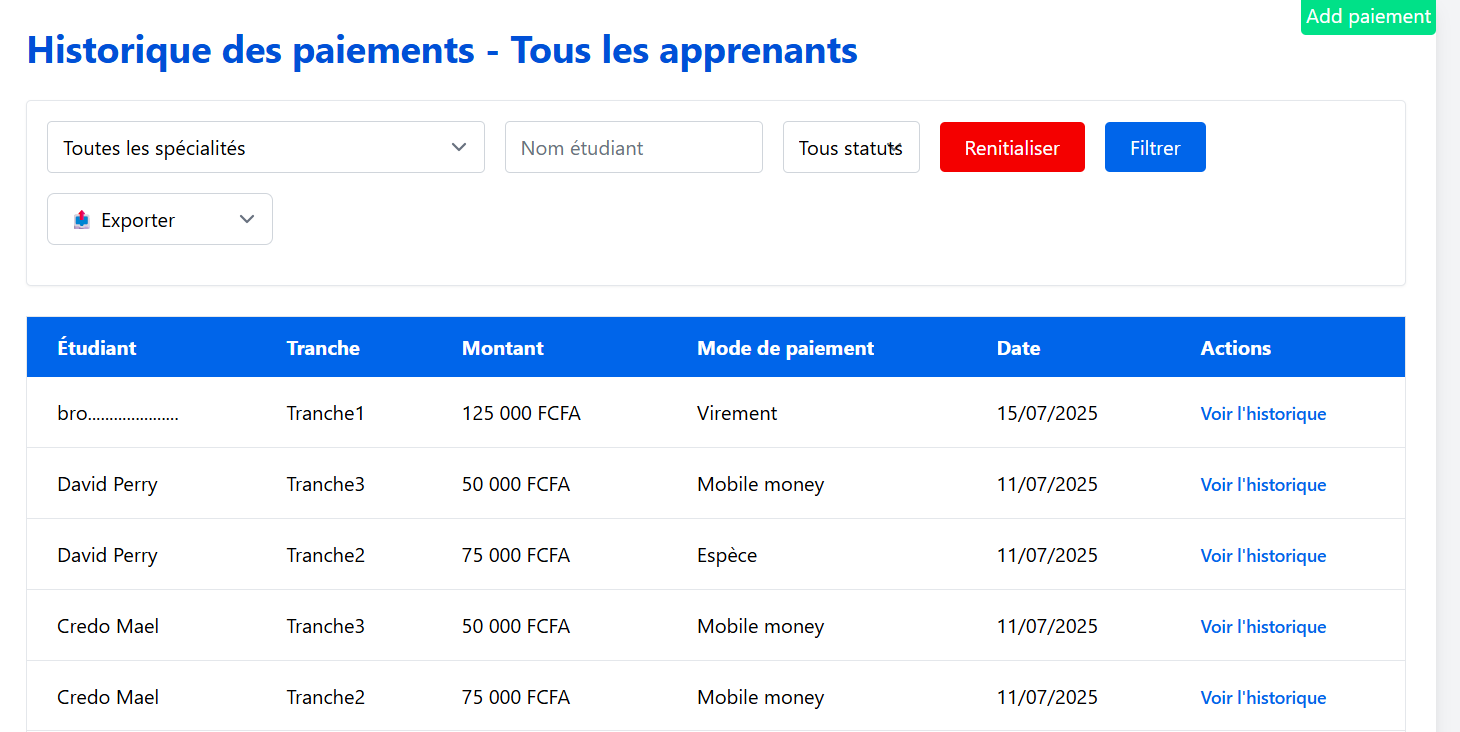 Add paiement
Historique des paiements - Tous les apprenants
Toutes les spécialités Nom étudiant Tous statuts Renitialiser Filtrer
Exporter
Étudiant Tranche Montant Mode de paiement Date Actions
bro..................... Tranche1 125 000 FCFA Virement 15/07/2025 Voir l'historique
David Perry Tranche3 50 000 FCFA Mobile money 11/07/2025 Voir l'historique
David Perry Tranche2 75 000 FCFA Espèce 11/07/2025 Voir l'historique
Credo Mael Tranche3 50 000 FCFA Mobile money 11/07/2025 Voir l'historique
Credo Mael Tranche2 75 000 FCFA Mobile money 11/07/2025 Voir l'historique